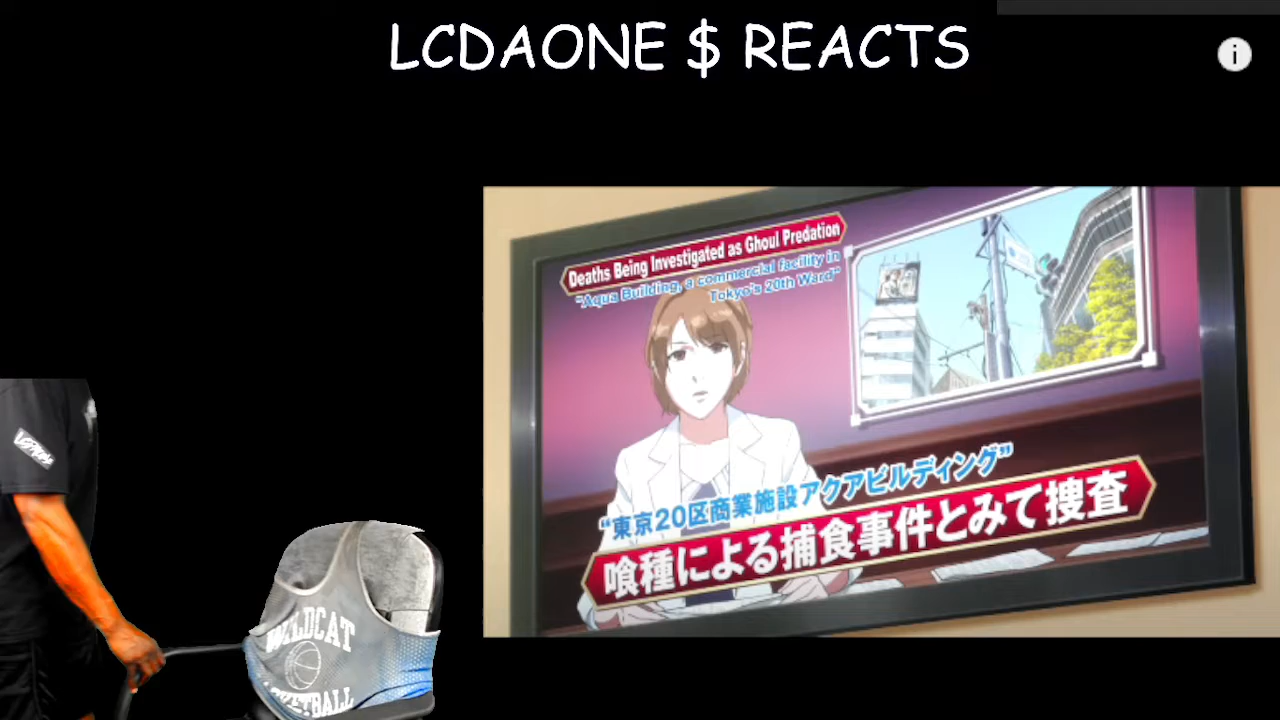 LCDAONE $ REACTS
i
Deaths Being Investigated as Ghoul Predation
"Aqua Building, a commercial facility in
Tokyo's 20th Ward"
“東京20区商業施設アクアビルディング”
喰種による捕食事件とみて捜査
WILDCAT
BASKETBALL